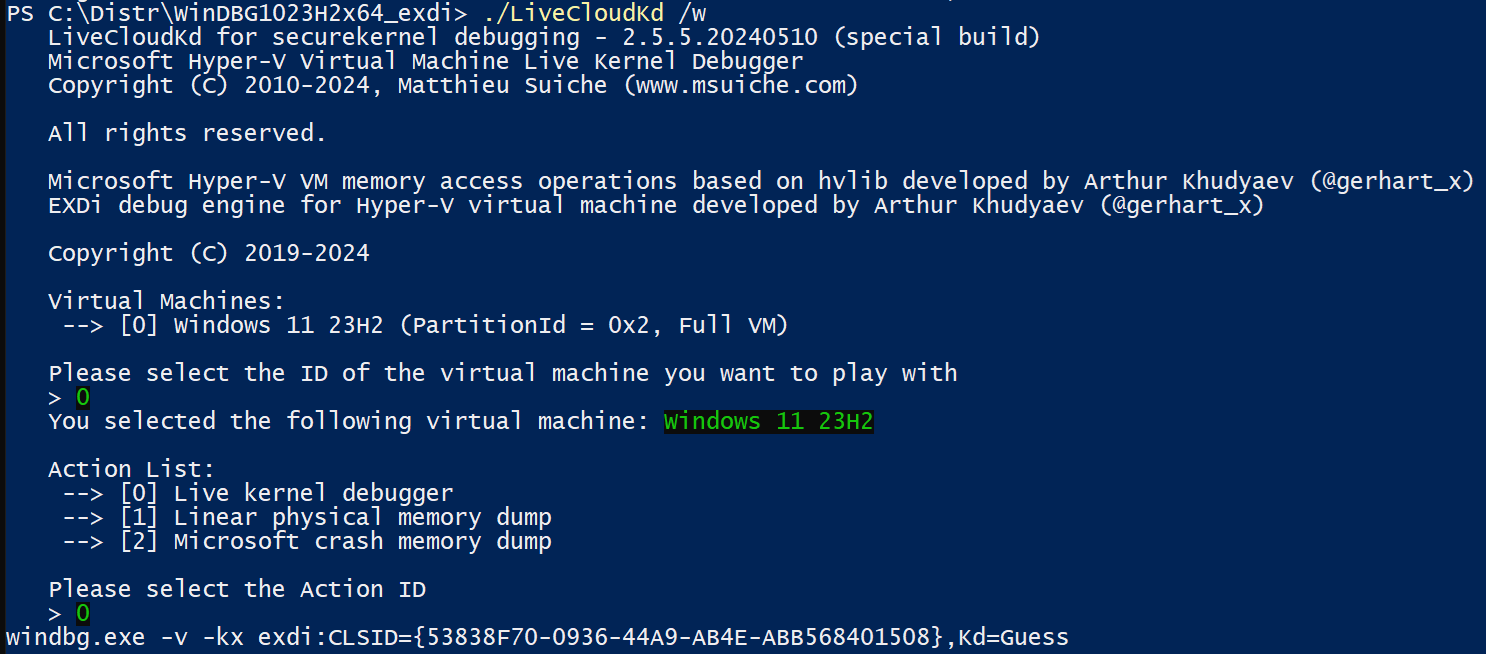 PS C:\Distr\WinDBG1023H2x64_exdi> ./LiveCloudKd /w
LiveCloudKd for securekernel debugging - 2.5.5.20240510 (special build)
Microsoft Hyper-V Virtual Machine Live Kernel Debugger
Copyright (C) 2010-2024, Matthieu Suiche (www.msuiche.com)
All rights reserved.
Microsoft Hyper-V VM memory access operations based on hvlib developed by Arthur Khudyaev (@gerhart_x)
EXDi debug engine for Hyper-V virtual machine developed by Arthur Khudyaev (@gerhart_x)
Copyright (C) 2019-2024
Virtual Machines:
--> [0] Windows 11 23H2 (PartitionId = 0x2, Full VM)
Please select the ID of the virtual machine you want to play with
> 0
You selected the following virtual machine: Windows 11 23H2
Action List:
--> [0] Live kernel debugger
--> [1] Linear physical memory dump
--> [2] Microsoft crash memory dump
Please select the Action ID
> 0
windbg.exe -v -kx exdi:CLSID={53838F70-0936-44A9-AB4E-ABB568401508},Kd=Guess